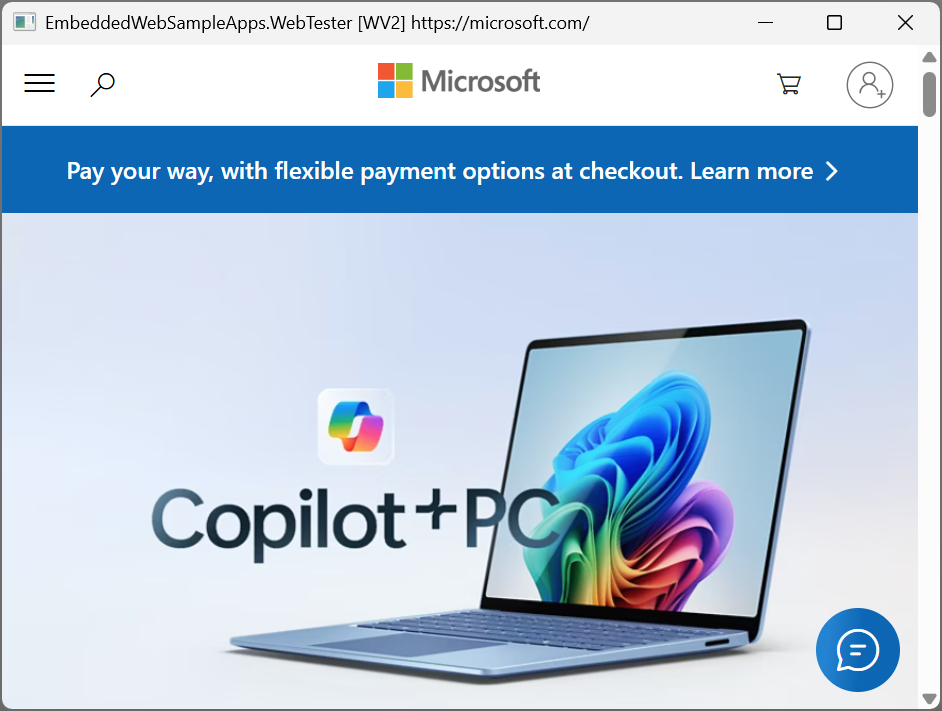 EmbeddedWebSampleApps.WebTester [WV2] https://microsoft.com/
Microsoft
Pay your way, with flexible payment options at checkout. Learn more
Copilot+PC